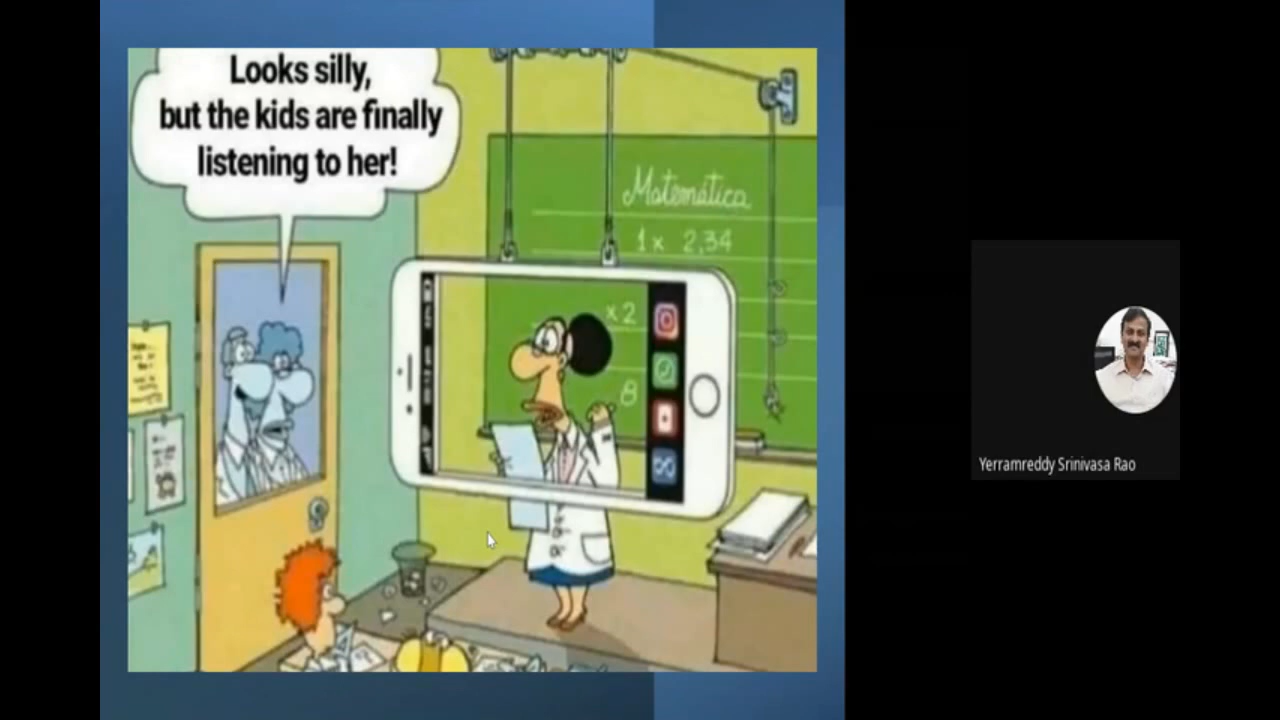 Looks silly,
but the kids are finally
listening to her!
Matemática
1x 2,34
x2
8
Yerramreddy Srinivasa Rao